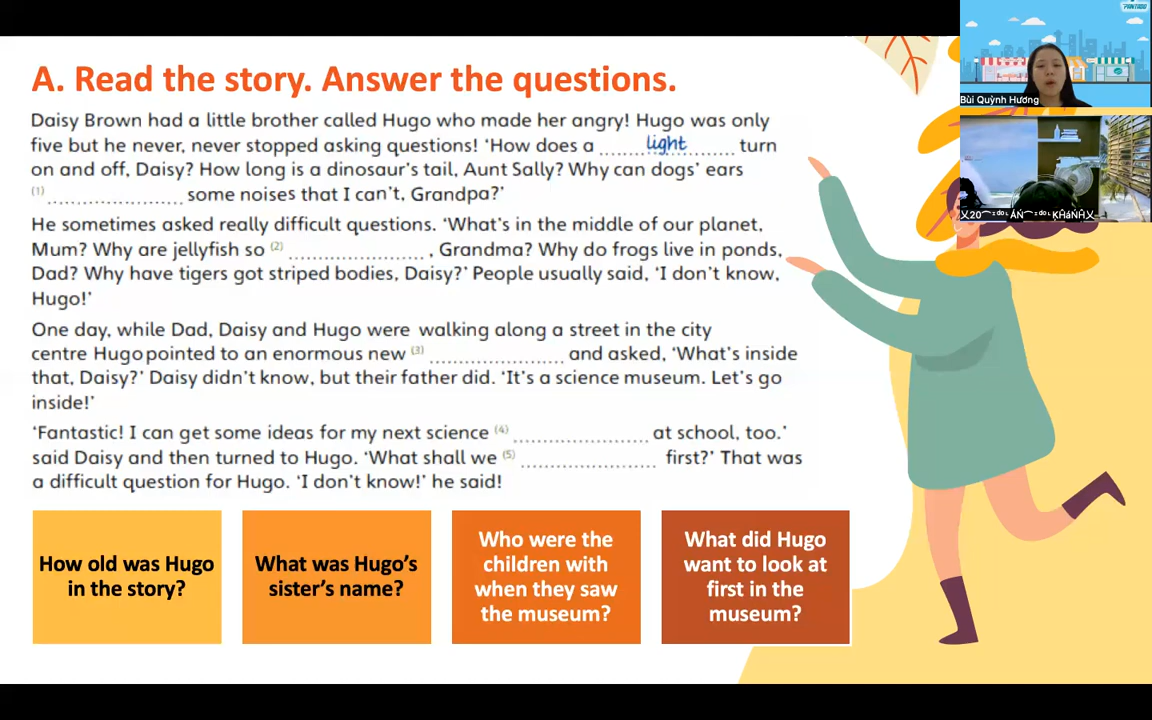 PANTADO
A. Read the story. Answer the questions.
Bùi Quỳnh Hương
Daisy Brown had a little brother called Hugo who made her angry! Hugo was only
five but he never, never stopped asking questions! ‘How does a ........light........ turn
on and off, Daisy? How long is a dinosaur’s tail, Aunt Sally? Why can dogs’ ears
(1) ...................... some noises that I can’t, Grandpa?’
He sometimes asked really difficult questions. ‘What’s in the middle of our planet,
Mum? Why are jellyfish so (2) ...................... , Grandma? Why do frogs live in ponds,
Dad? Why have tigers got striped bodies, Daisy?’ People usually said, ‘I don’t know,
Hugo!’
One day, while Dad, Daisy and Hugo were walking along a street in the city
centre Hugo pointed to an enormous new (3) ...................... and asked, ‘What’s inside
that, Daisy?’ Daisy didn’t know, but their father did. ‘It’s a science museum. Let’s go
inside!’
‘Fantastic! I can get some ideas for my next science (4) ...................... at school, too.’
said Daisy and then turned to Hugo. ‘What shall we (5) ...................... first?’ That was
a difficult question for Hugo. ‘I don’t know!’ he said!
How old was Hugo
in the story?
What was Hugo’s
sister’s name?
Who were the
children with
when they saw
the museum?
What did Hugo
want to look at
first in the
museum?